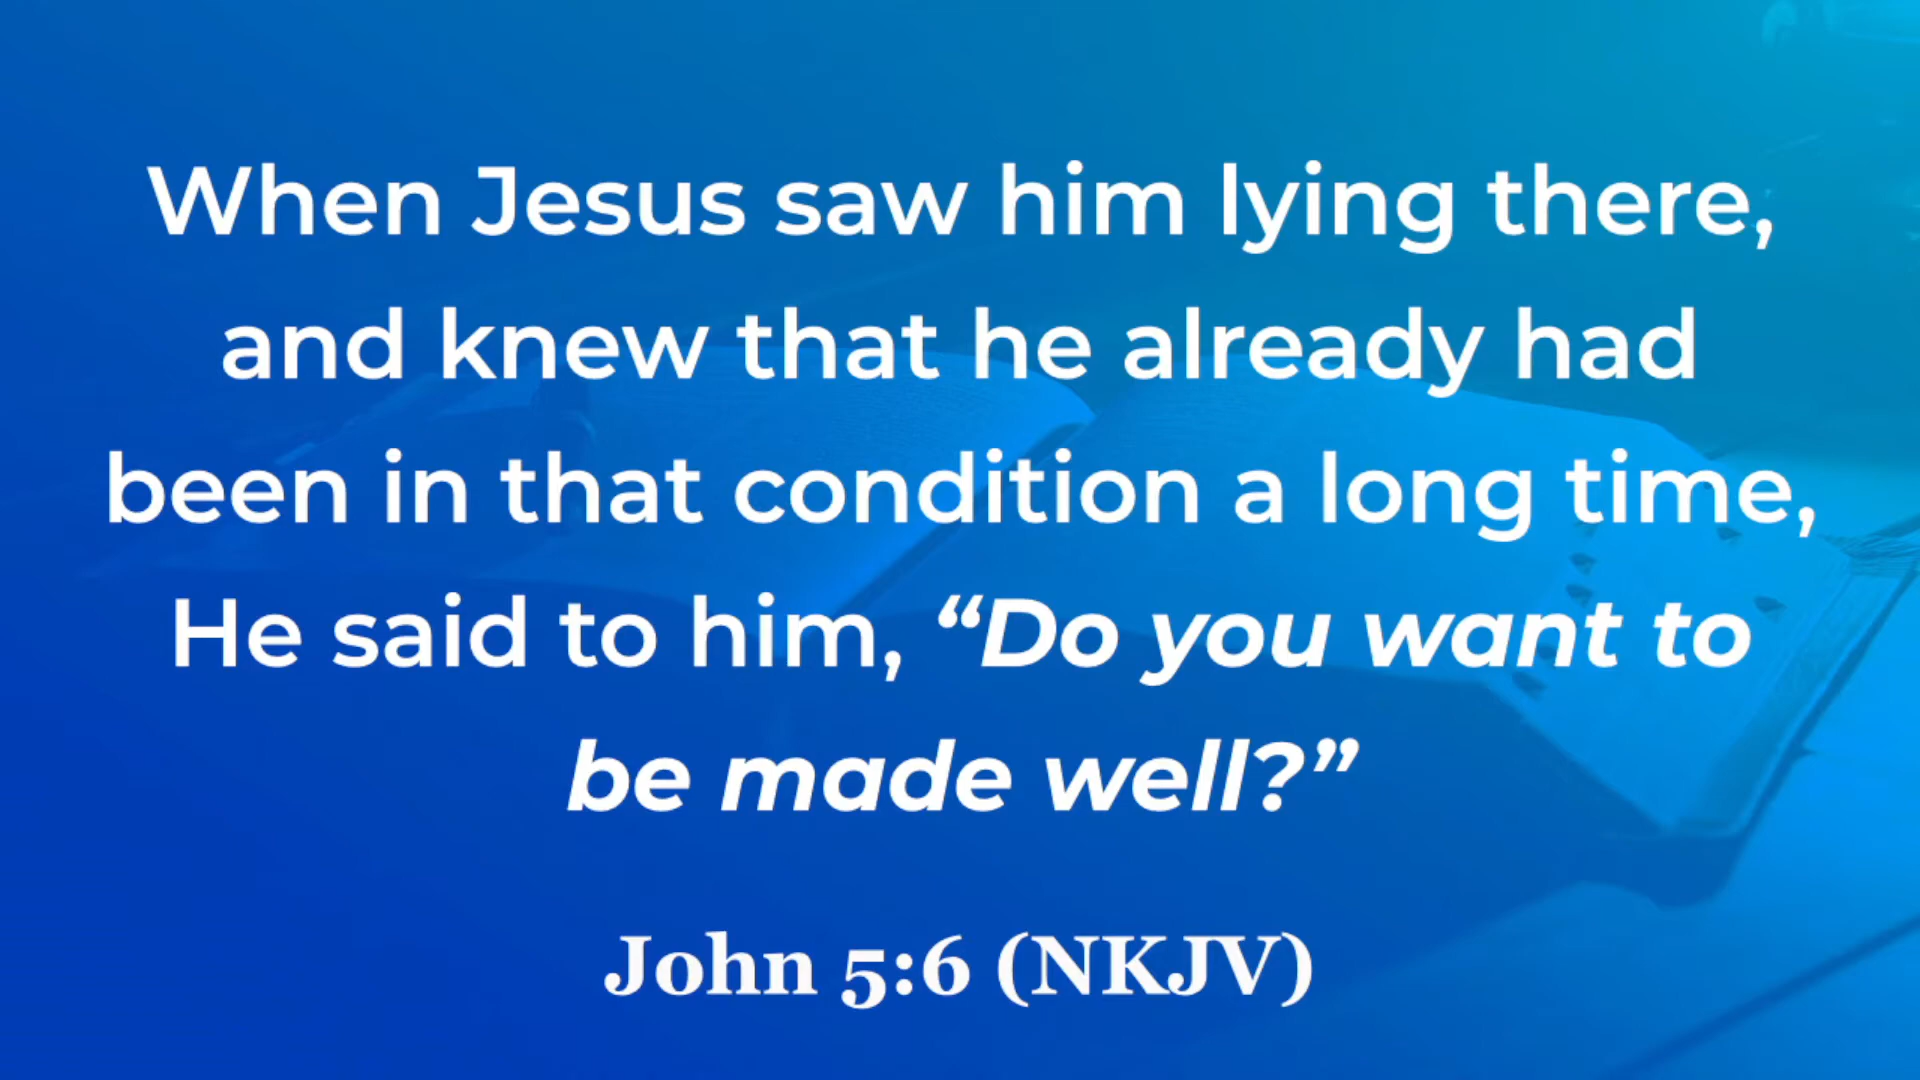 When Jesus saw him lying there,
and knew that he already had
been in that condition a long time,
He said to him, “Do you want to
be made well?”
John 5:6 (NKJV)